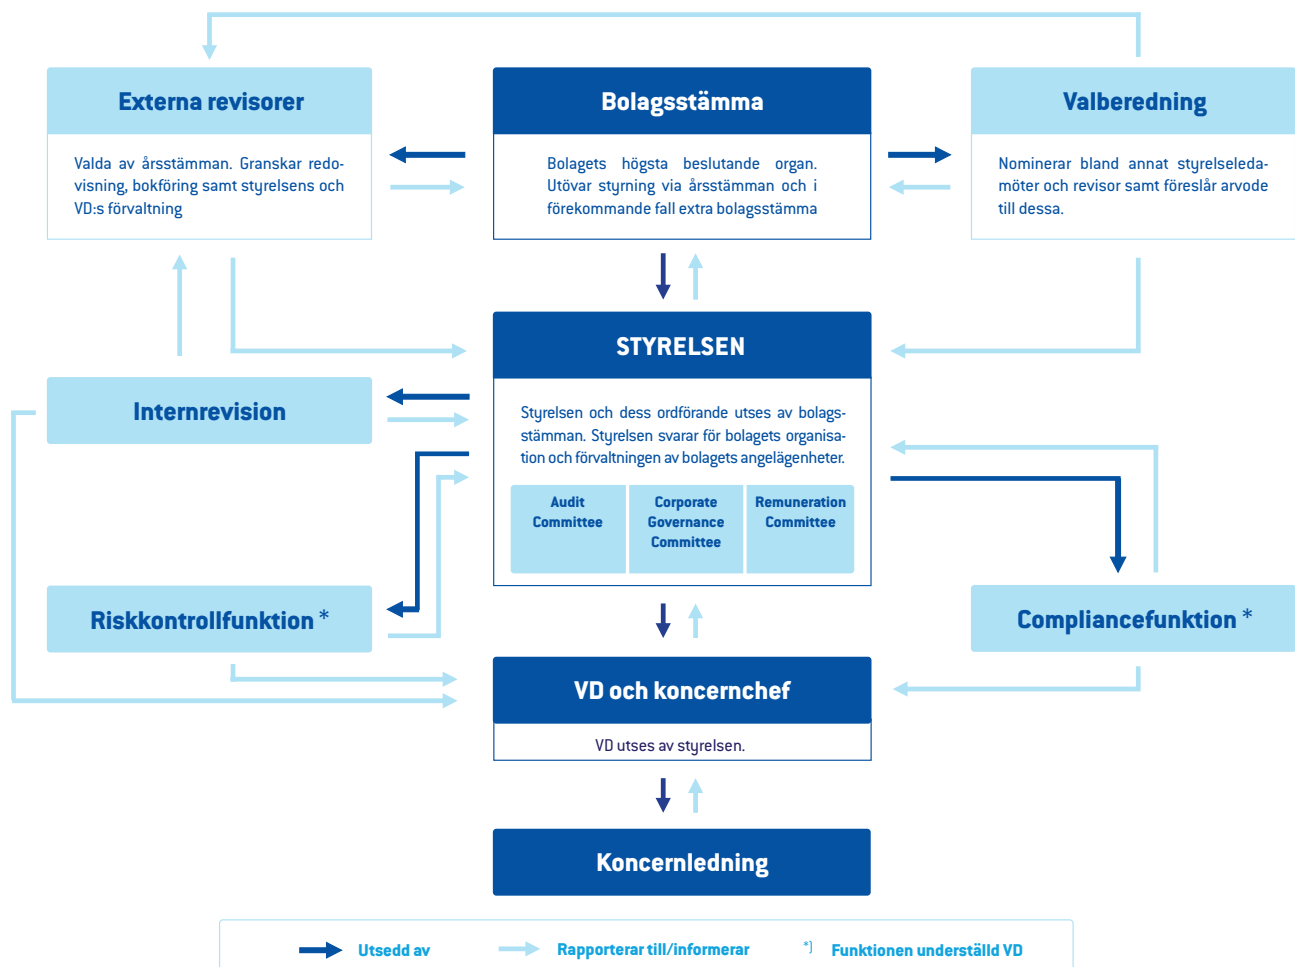 Externa revisorer
Valda av årsstämman. Granskar redo-
visning, bokföring samt styrelsens och
VD:s förvaltning
Bolagsstämma
Bolagets högsta beslutande organ.
Utövar styrning via årsstämman och i
förekommande fall extra bolagsstämma
Valberedning
Nominerar bland annat styrelseleda-
möter och revisor samt föreslår arvode
till dessa.
STYRELSEN
Styrelsen och dess ordförande utses av bolags-
stämman. Styrelsen svarar för bolagets organisa-
tion och förvaltningen av bolagets angelägenheter.
Audit
Committee
Corporate
Governance
Committee
Remuneration
Committee
Internrevision
Riskkontrollfunktion *
Compliancefunktion *
VD och koncernchef
VD utses av styrelsen.
Koncernledning
Utsedd av
Rapporterar till/informerar
*) Funktionen underställd VD